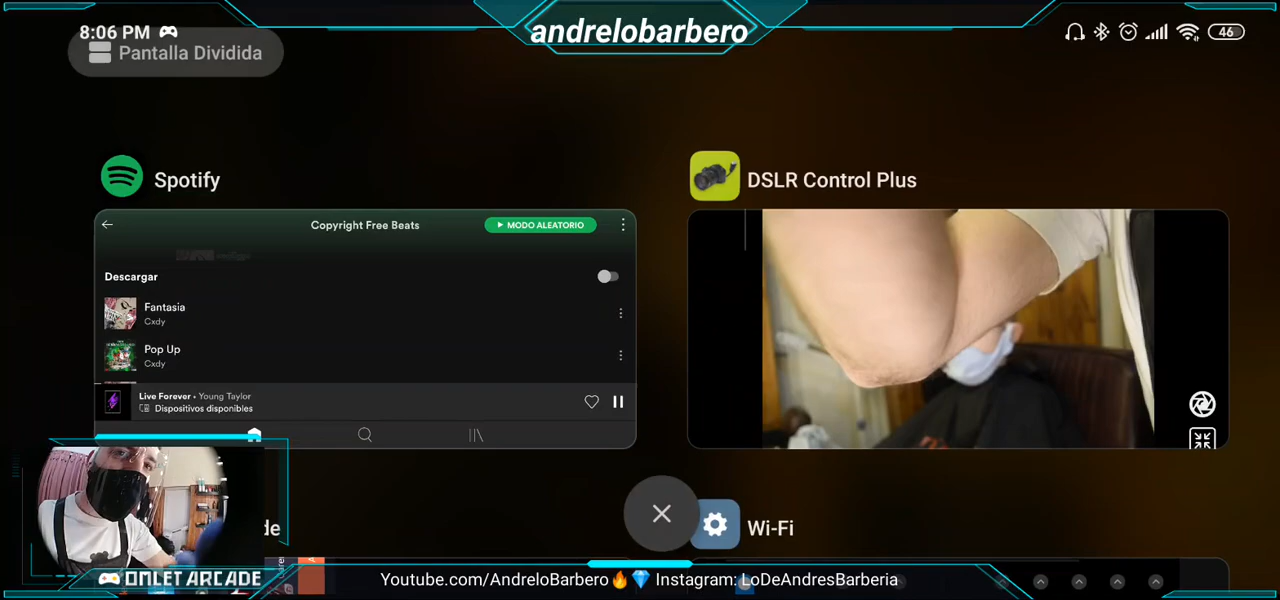 andrelobarbero
8:06 PM
46
Pantalla Dividida
Spotify
DSLR Control Plus
Copyright Free Beats
MODO ALEATORIO
Descargar
Fantasia
Cxdy
Pop Up
Cxdy
Live Forever • Young Taylor
Dispositivos disponibles
de
Wi-Fi
OMLET ARCADE
Youtube.com/AndreloBarbero🔥💎 Instagram: LoDeAndresBarberia